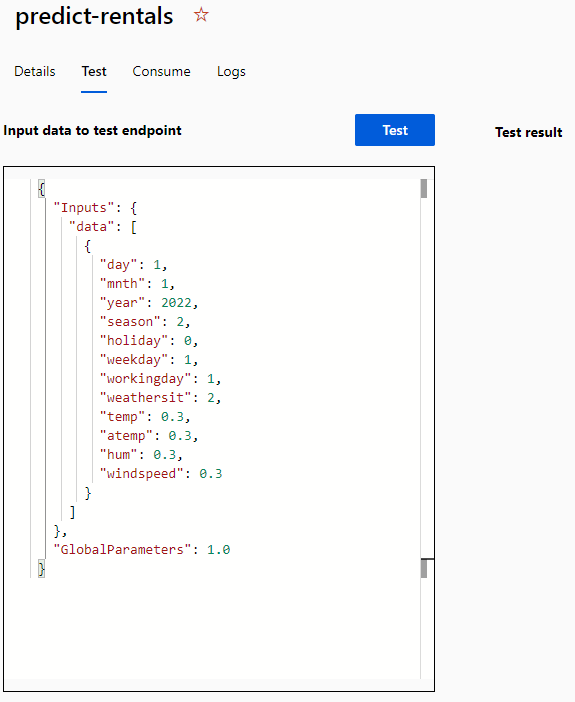 predict-rentals
Details Test Consume Logs
Input data to test endpoint Test Test result
{
"Inputs": {
"data": [
{
"day": 1,
"mnth": 1,
"year": 2022,
"season": 2,
"holiday": 0,
"weekday": 1,
"workingday": 1,
"weathersit": 2,
"temp": 0.3,
"atemp": 0.3,
"hum": 0.3,
"windspeed": 0.3
}
]
},
"GlobalParameters": 1.0
}